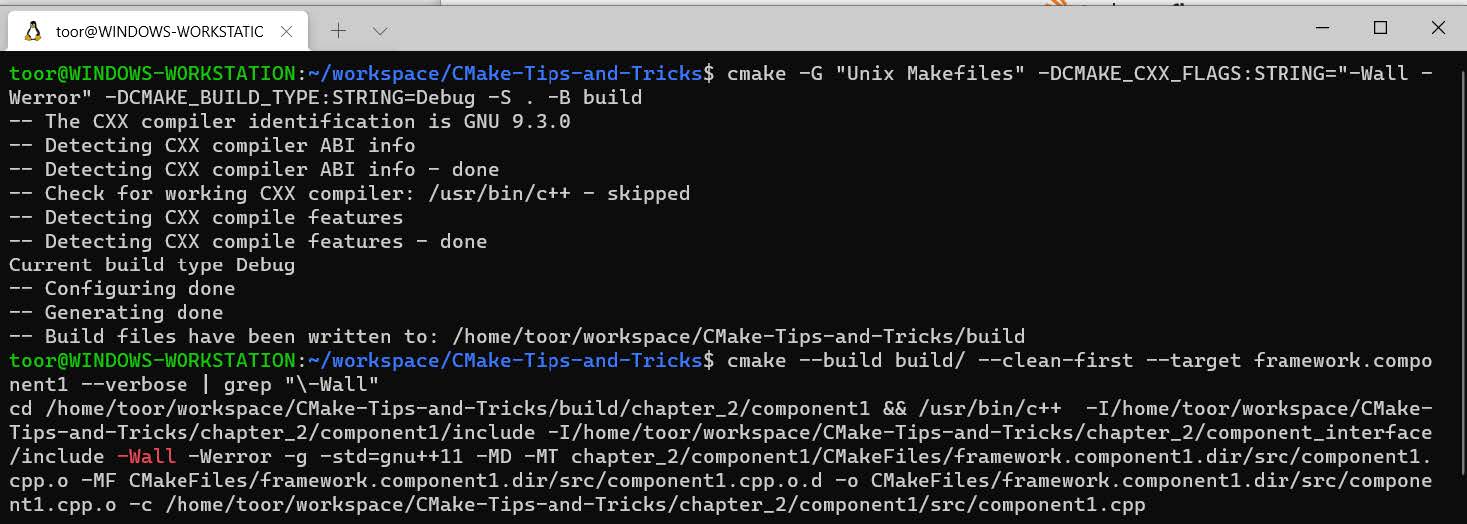 toor@WINDOWS-WORKSTATIC
toor@WINDOWS-WORKSTATION:~/workspace/CMake-Tips-and-Tricks$ cmake -G "Unix Makefiles" -DCMAKE_CXX_FLAGS:STRING="-Wall -
Werror" -DCMAKE_BUILD_TYPE:STRING=Debug -S . -B build
-- The CXX compiler identification is GNU 9.3.0
-- Detecting CXX compiler ABI info
-- Detecting CXX compiler ABI info - done
-- Check for working CXX compiler: /usr/bin/c++ - skipped
-- Detecting CXX compile features
-- Detecting CXX compile features - done
Current build type Debug
-- Configuring done
-- Generating done
-- Build files have been written to: /home/toor/workspace/CMake-Tips-and-Tricks/build
toor@WINDOWS-WORKSTATION:~/workspace/CMake-Tips-and-Tricks$ cmake --build build/ --clean-first --target framework.compo
nent1 --verbose | grep "\-Wall"
cd /home/toor/workspace/CMake-Tips-and-Tricks/build/chapter_2/component1 && /usr/bin/c++  -I/home/toor/workspace/CMake-
Tips-and-Tricks/chapter_2/component1/include -I/home/toor/workspace/CMake-Tips-and-Tricks/chapter_2/component_interface
/include -Wall -Werror -g -std=gnu++11 -MD -MT chapter_2/component1/CMakeFiles/framework.component1.dir/src/component1.
cpp.o -MF CMakeFiles/framework.component1.dir/src/component1.cpp.o.d -o CMakeFiles/framework.component1.dir/src/compone
nt1.cpp.o -c /home/toor/workspace/CMake-Tips-and-Tricks/chapter_2/component1/src/component1.cpp